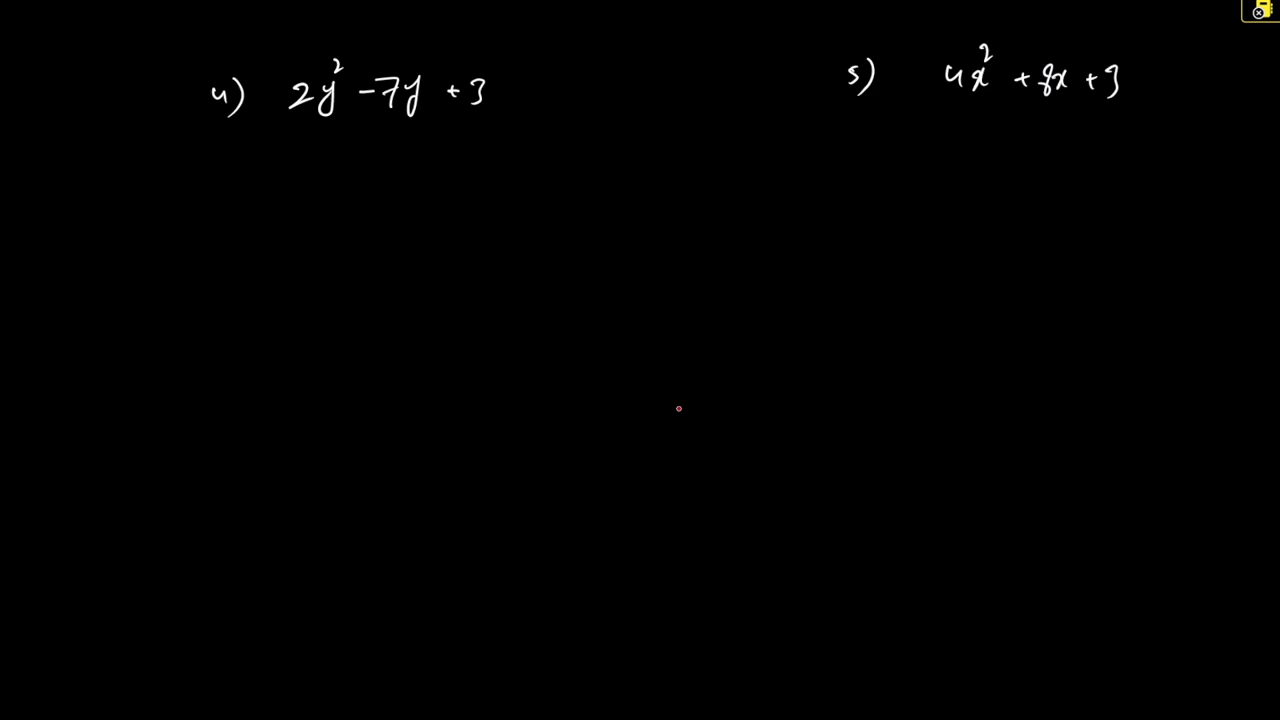 4) 2y² -7y +3
5) 4x² + 8x + 3